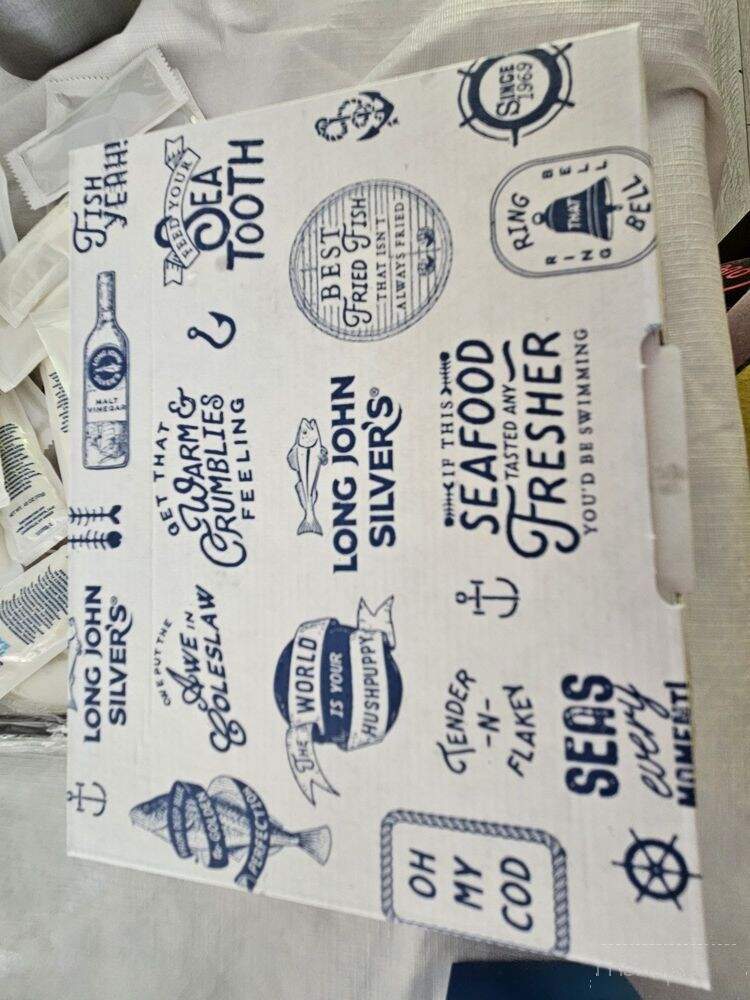 FISH
YEAH!
FEED YOUR
SEA
TOOTH
SINCE
1969
BEST
FRIED FISH
THAT ISN'T
ALWAYS FRIED
RING
THAT
BELL
BELL
RING
MALT
VINEGAR
GET THAT
WARM &
CRUMBLIES
FEELING
LONG JOHN
SILVER'S®
IF THIS
SEAFOOD
TASTED ANY
FRESHER
YOU'D BE SWIMMING
LONG JOHN
SILVER'S®
WE PUT THE
AWE IN
COLESLAW
THE
WORLD
IS YOUR
HUSHPUPPY
TENDER
-N-
FLAKEY
SEAS
every
MOMENT!
GOLDEN
PERFECTION
OH
MY
COD